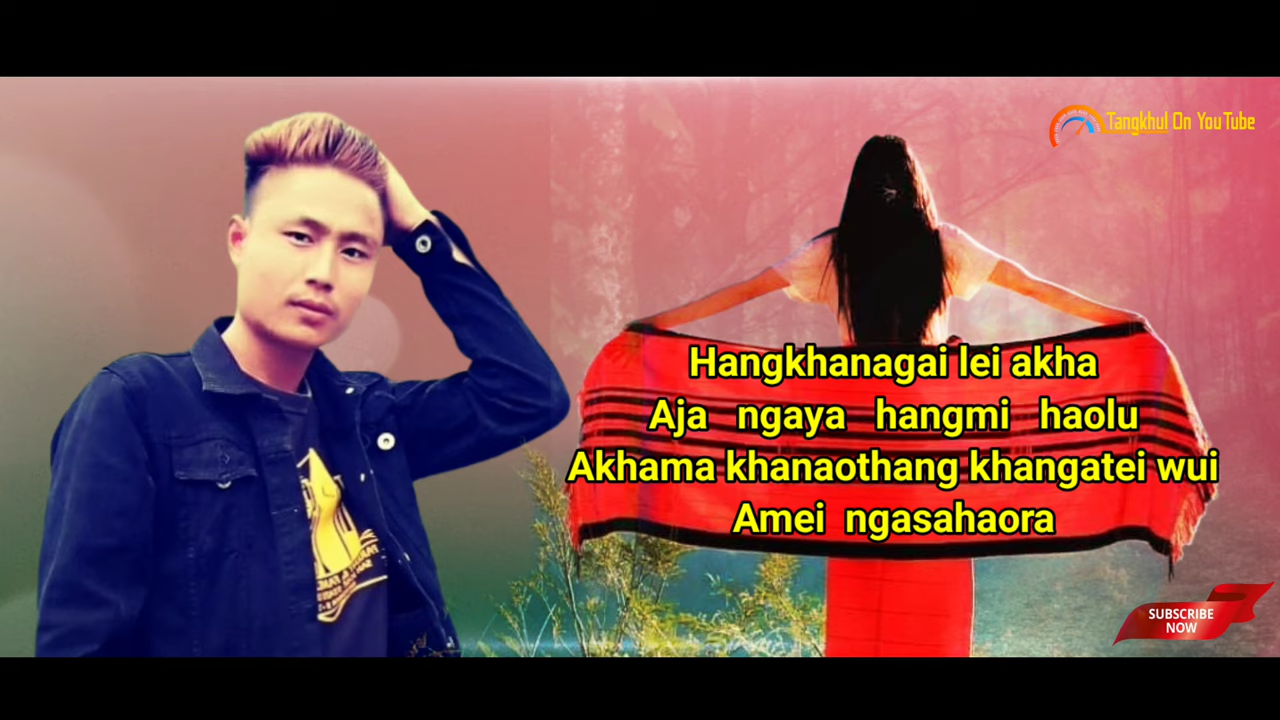 Tangkhul On YouTube
Hangkhanagai lei akha
Aja ngaya hangmi haolu
Akhama khanaothang khangatei wui
Amei ngasahaora
SUBSCRIBE
NOW